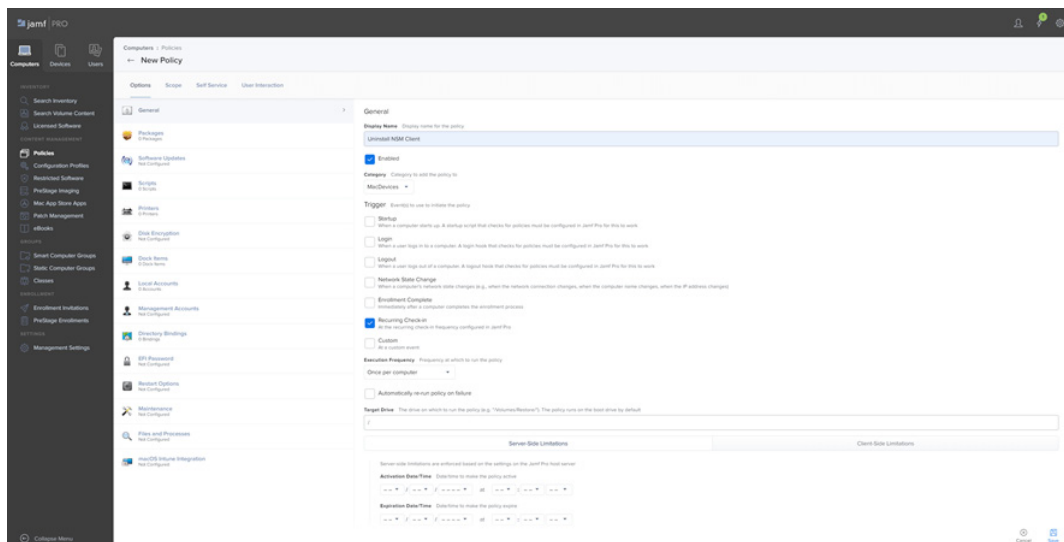 jamf PRO
Computers
Devices
Users
INVENTORY
Search Inventory
Search Volume Content
Licensed Software
CONTENT MANAGEMENT
Policies
Configuration Profiles
Restricted Software
PreStage Imaging
Mac App Store Apps
Patch Management
eBooks
GROUPS
Smart Computer Groups
Static Computer Groups
Classes
ENROLLMENT
Enrollment Invitations
PreStage Enrollments
SETTINGS
Management Settings
Collapse Menu
Computers : Policies
← New Policy
Options Scope Self Service User Interaction
General
Packages
0 Packages
Software Updates
Not Configured
Scripts
0 Scripts
Printers
0 Printers
Disk Encryption
Not Configured
Dock Items
0 Dock Items
Local Accounts
0 Accounts
Management Accounts
Not Configured
Directory Bindings
0 Bindings
EFI Password
Not Configured
Restart Options
Not Configured
Maintenance
Not Configured
Files and Processes
Not Configured
macOS Intune Integration
Not Configured
General
Display Name Display name for the policy
Uninstall NSM Client
Enabled
Category Category to add the policy to
MacDevices
Trigger Event(s) to use to initiate the policy
Startup
When a computer starts up. A startup script that checks for policies must be configured in Jamf Pro for this to work
Login
When a user logs in to a computer. A login hook that checks for policies must be configured in Jamf Pro for this to work
Logout
When a user logs out of a computer. A logout hook that checks for policies must be configured in Jamf Pro for this to work
Network State Change
When a computer's network state changes (e.g., when the network connection changes, when the computer name changes, when the IP address changes)
Enrollment Complete
Immediately after a computer completes the enrollment process
Recurring Check-in
At the recurring check-in frequency configured in Jamf Pro
Custom
At a custom event
Execution Frequency Frequency at which to run the policy
Once per computer
Automatically re-run policy on failure
Target Drive The drive on which to run the policy (e.g. "/Volumes/Restore/"). The policy runs on the boot drive by default
/
Server-Side Limitations Client-Side Limitations
Server-side limitations are enforced based on the settings on the Jamf Pro host server
Activation Date/Time Date/time to make the policy active
-- / -- / ---- at -- : -- --
Expiration Date/Time Date/time to make the policy expire
-- / -- / ---- at -- : -- --
Cancel Save